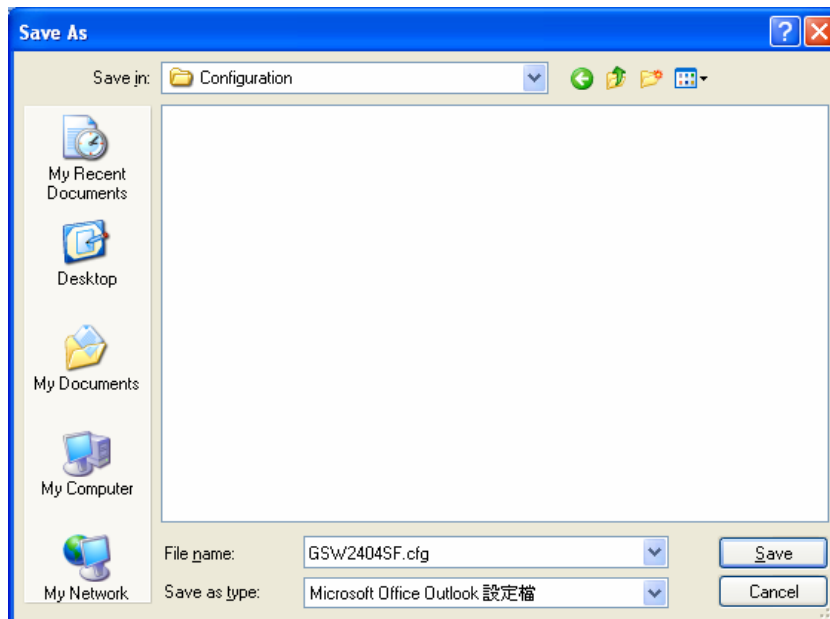 Save As
Save in:
Configuration
My Recent
Documents
Desktop
My Documents
My Computer
My Network
File name:
GSW2404SF.cfg
Save
Save as type:
Microsoft Office Outlook 設定檔
Cancel